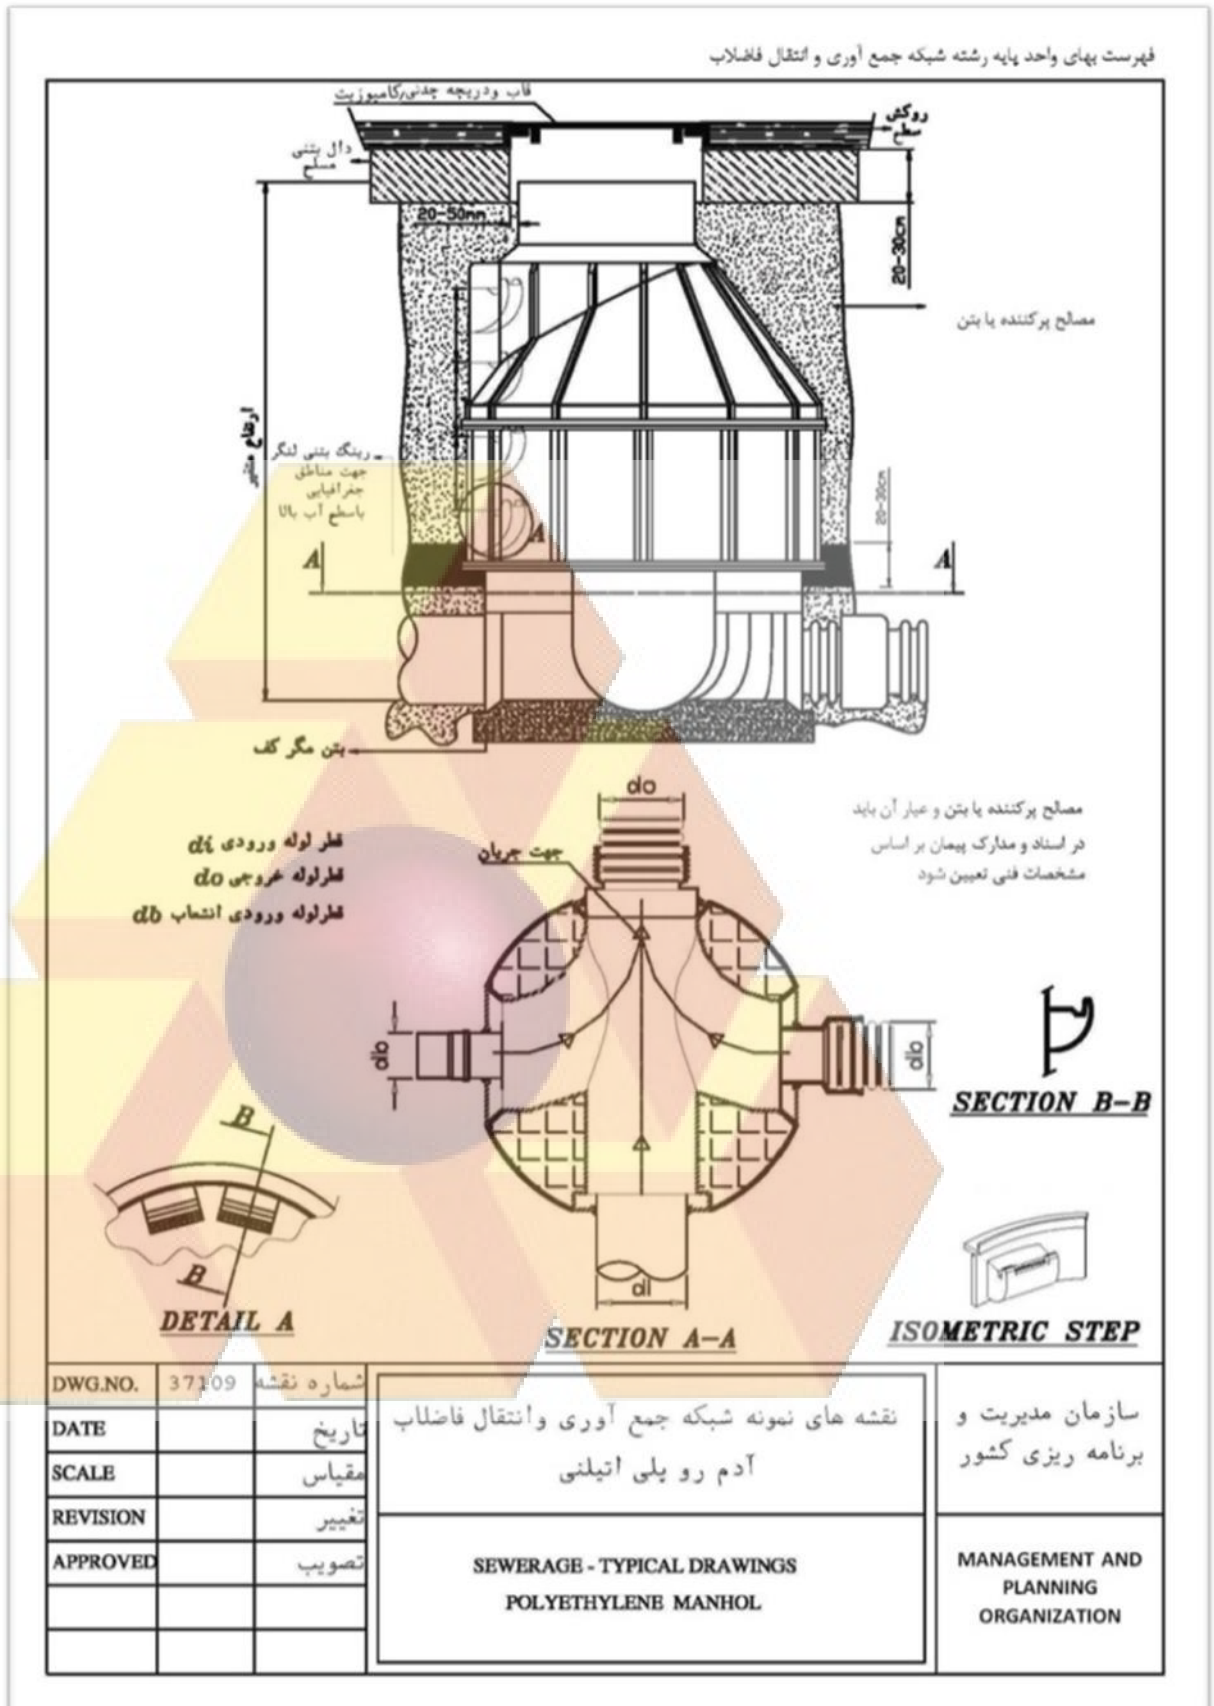 فهرست بهای واحد پایه رشته شبکه جمع آوری و انتقال فاضلاب
قاب ودریچه چدنی/کامپوزیت
روکش
سطح
دال بتنی
مسلح
20-50mm
20-30cm
مصالح پرکننده یا بتن
ارتفاع متغیر
رینگ بتنی لنگر
جهت مناطق
جغرافیایی
باسطح آب بالا
20-30cm
A
A
A
بتن مگر کف
do
مصالح پرکننده یا بتن و عیار آن باید
در اسناد و مدارک پیمان بر اساس
مشخصات فنی تعیین شود
قطر لوله ورودی di
قطرلوله خروجی do
قطرلوله ورودی انشعاب db
جهت جریان
db
db
SECTION B-B
B
B
di
DETAIL A
SECTION A-A
ISOMETRIC STEP
DWG.NO. 37109 شماره نقشه
DATE تاریخ
SCALE مقیاس
REVISION تغییر
APPROVED تصویب
نقشه های نمونه شبکه جمع آوری وانتقال فاضلاب
آدم رو پلی اتیلنی
SEWERAGE - TYPICAL DRAWINGS
POLYETHYLENE MANHOL
سازمان مدیریت و
برنامه ریزی کشور
MANAGEMENT AND
PLANNING
ORGANIZATION